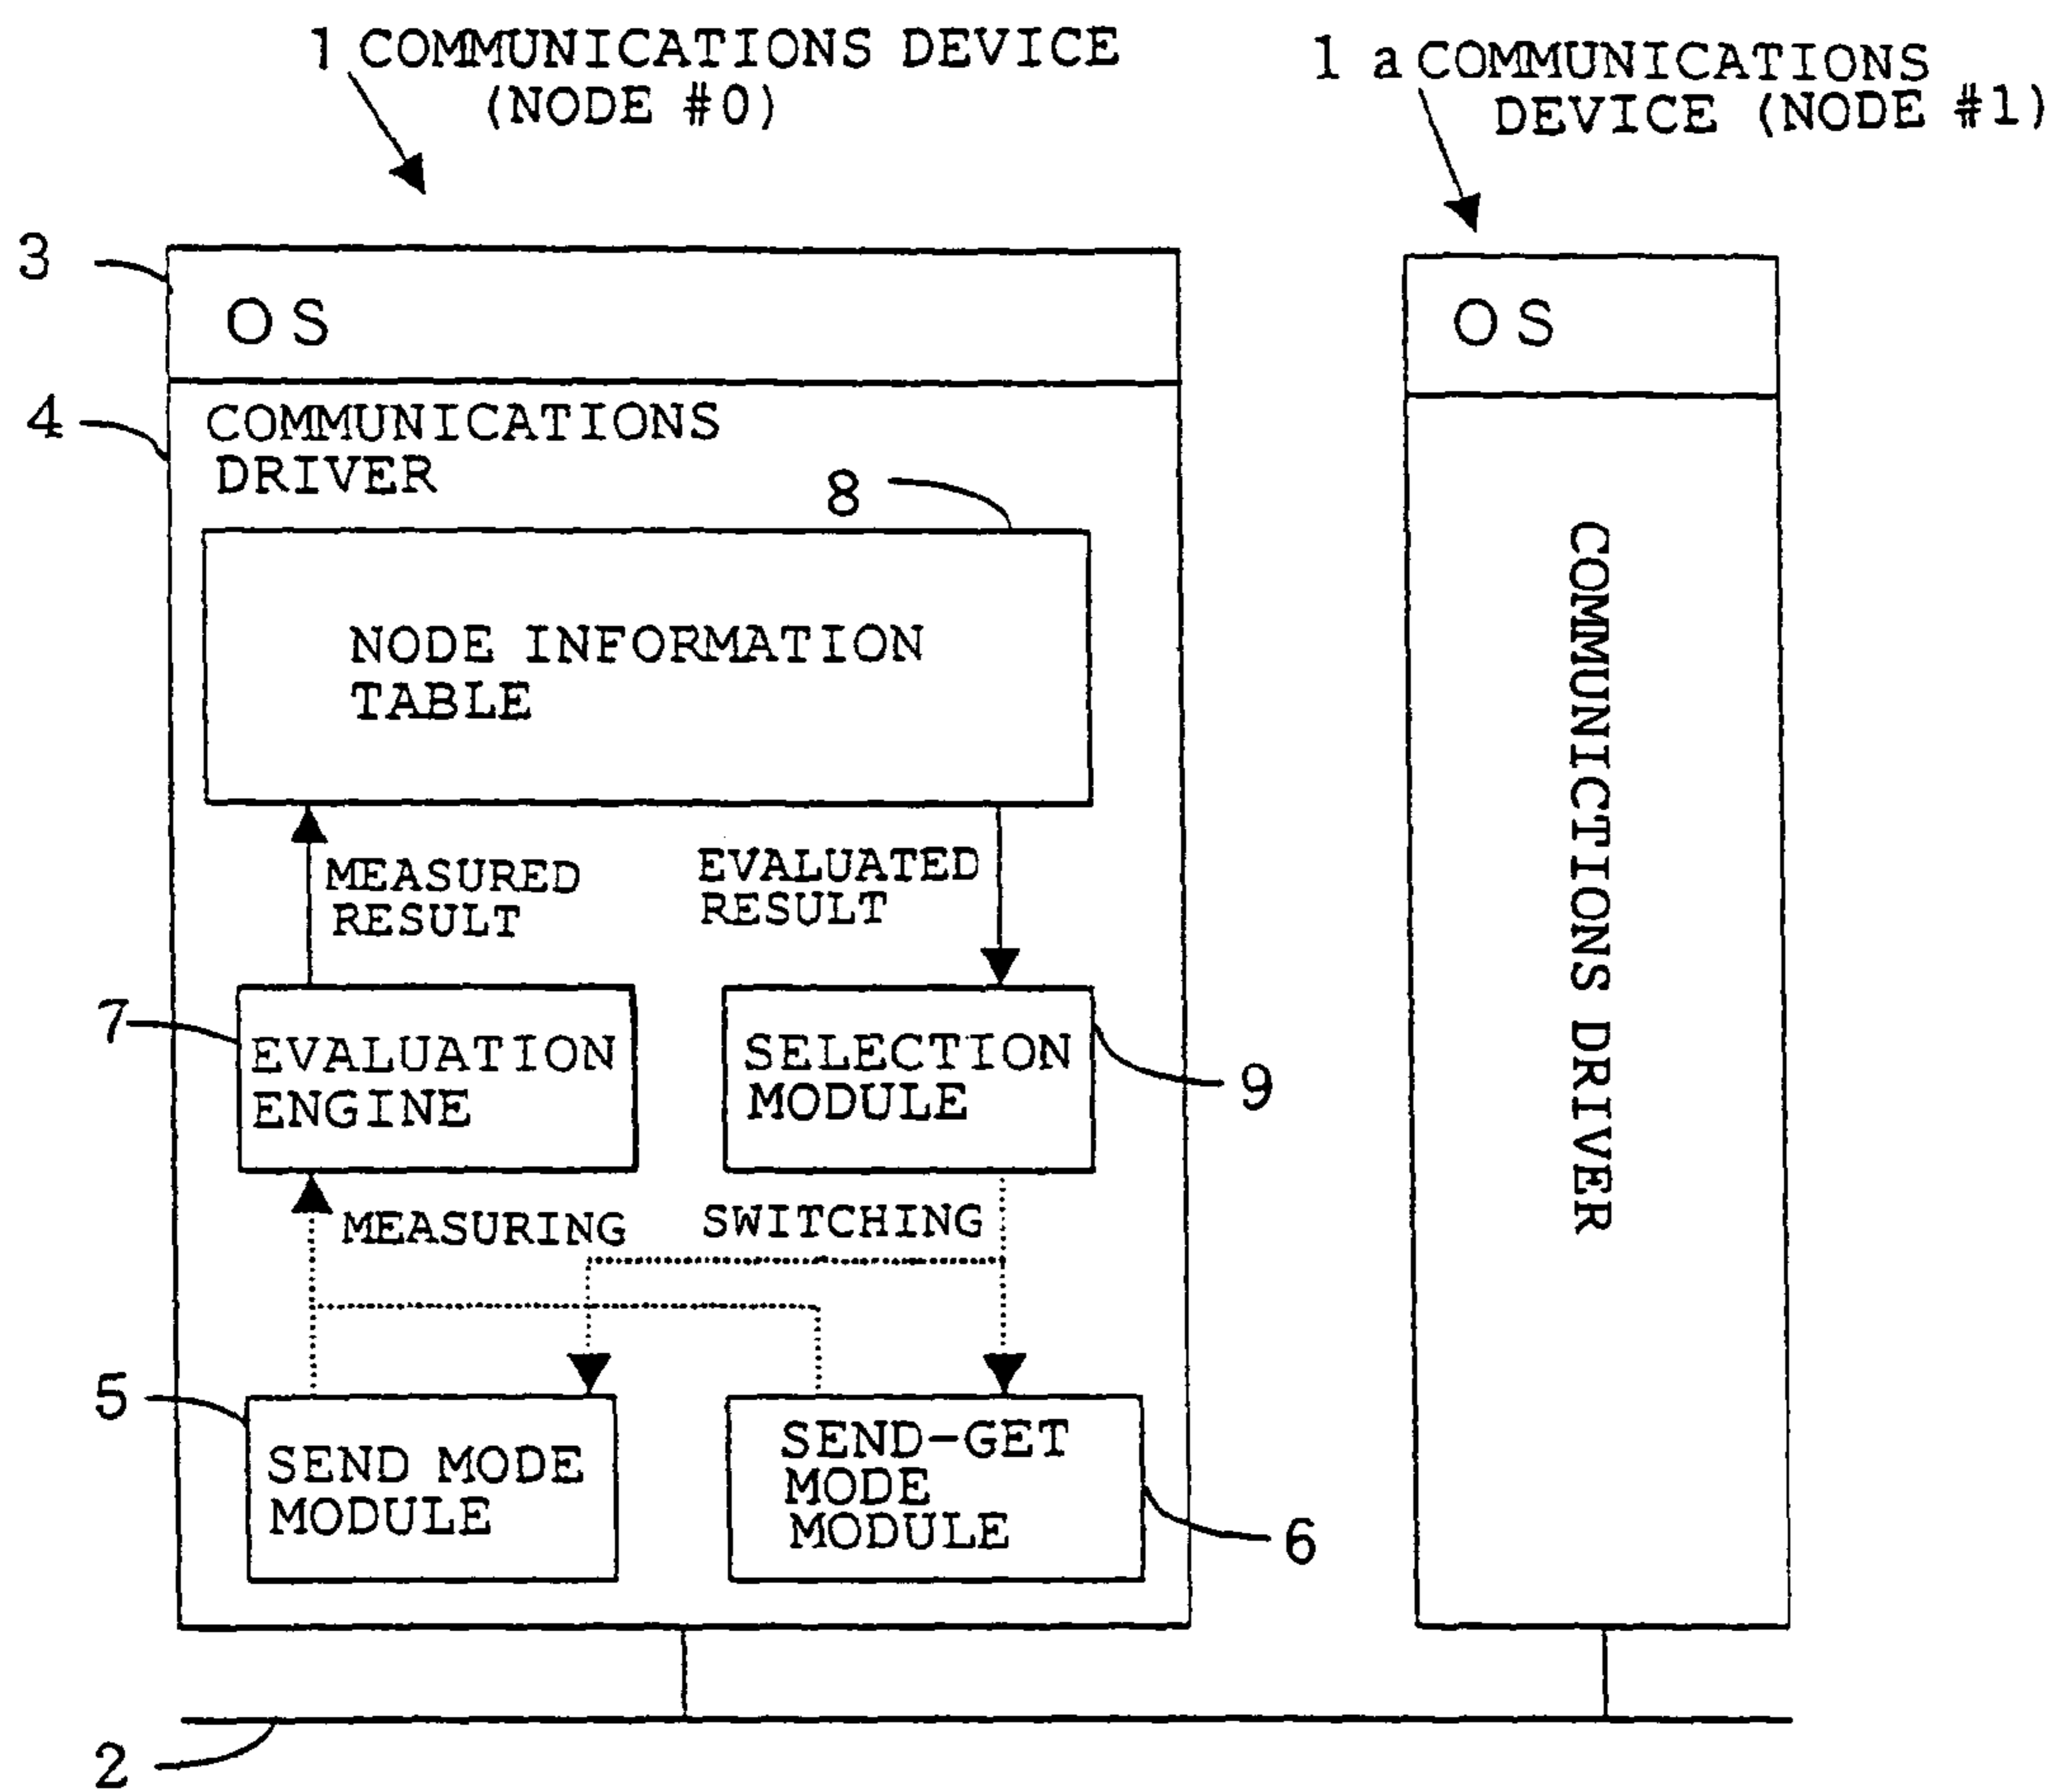 1 COMMUNICATIONS DEVICE
(NODE #0)
1 a COMMUNICATIONS
DEVICE (NODE #1)
3
OS
OS
4
COMMUNICATIONS
DRIVER
8
NODE INFORMATION
TABLE
COMMUNICTIONS DRIVER
MEASURED
RESULT
EVALUATED
RESULT
7
EVALUATION
ENGINE
SELECTION
MODULE
9
MEASURING
SWITCHING
5
SEND MODE
MODULE
SEND-GET
MODE
MODULE
6
2